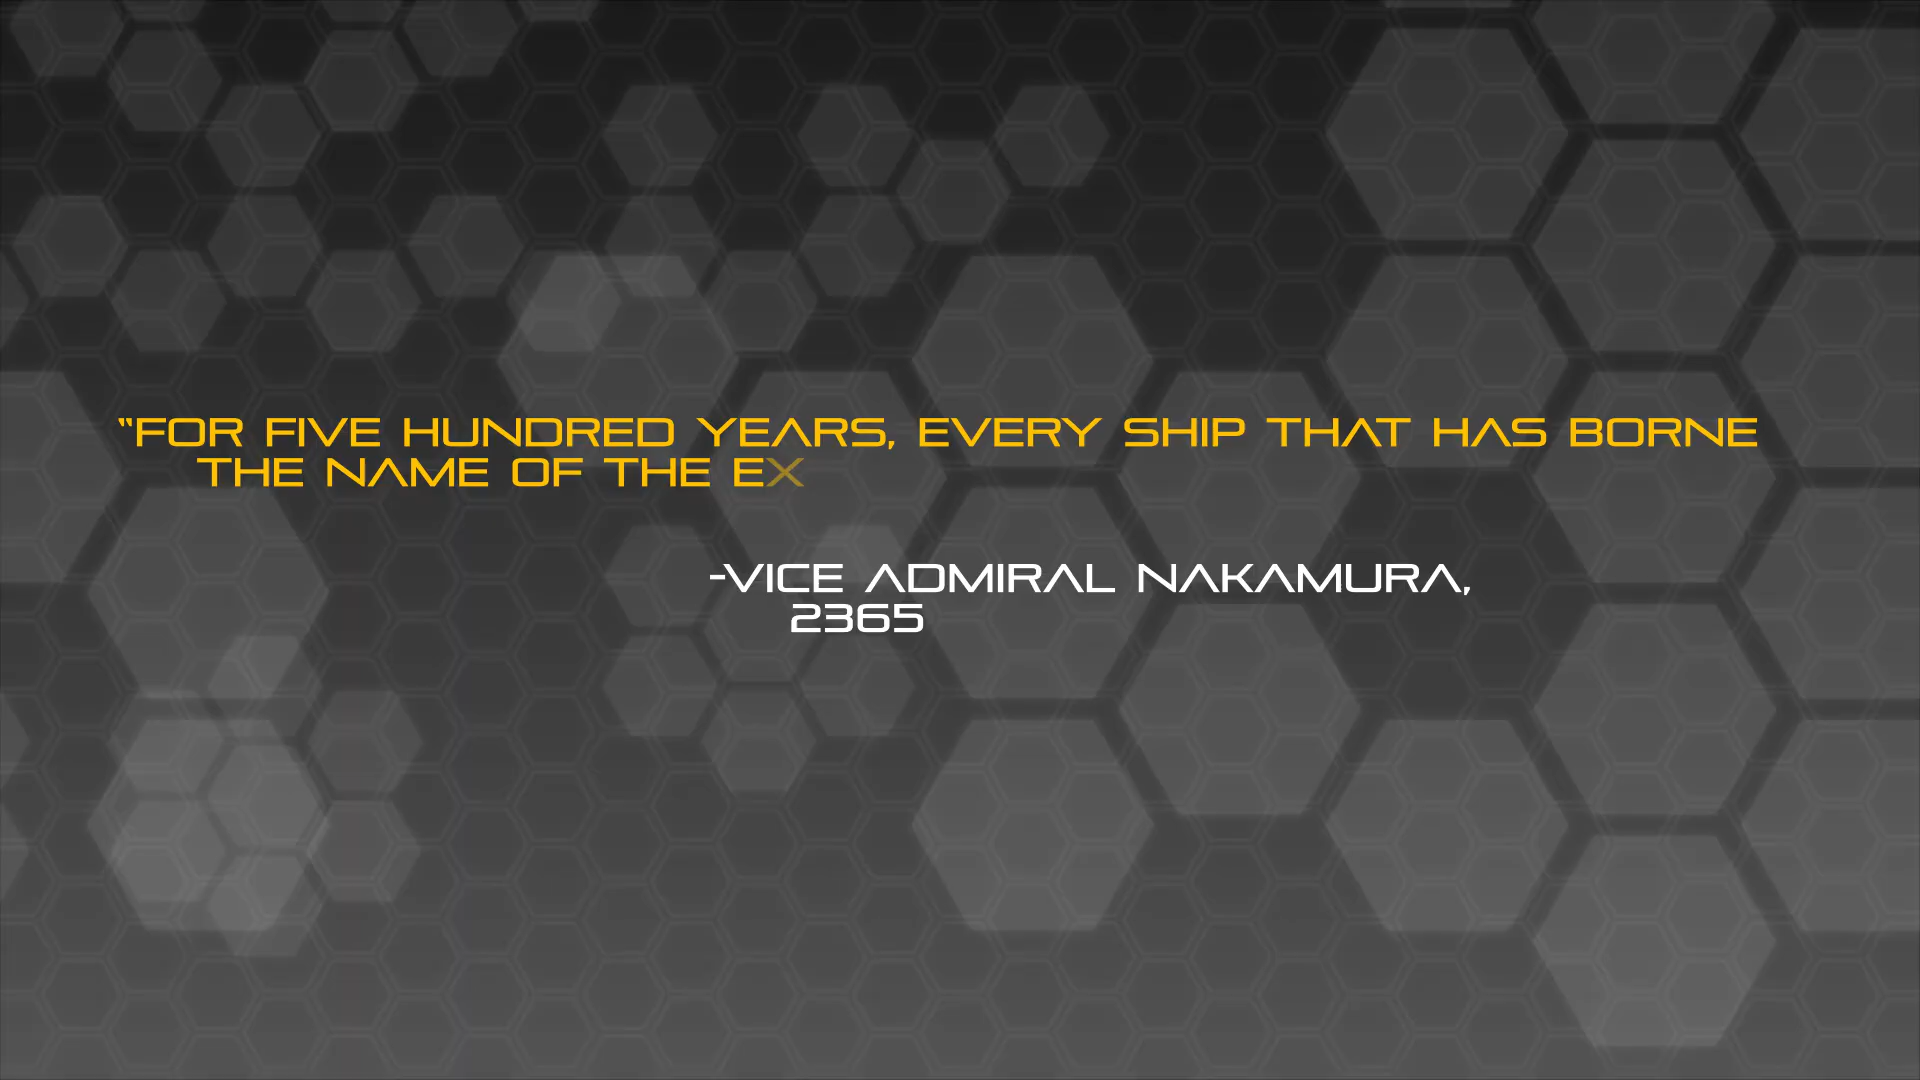 “FOR FIVE HUNDRED YEARS, EVERY SHIP THAT HAS BORNE
THE NAME OF THE EX
-VICE ADMIRAL NAKAMURA,
2365